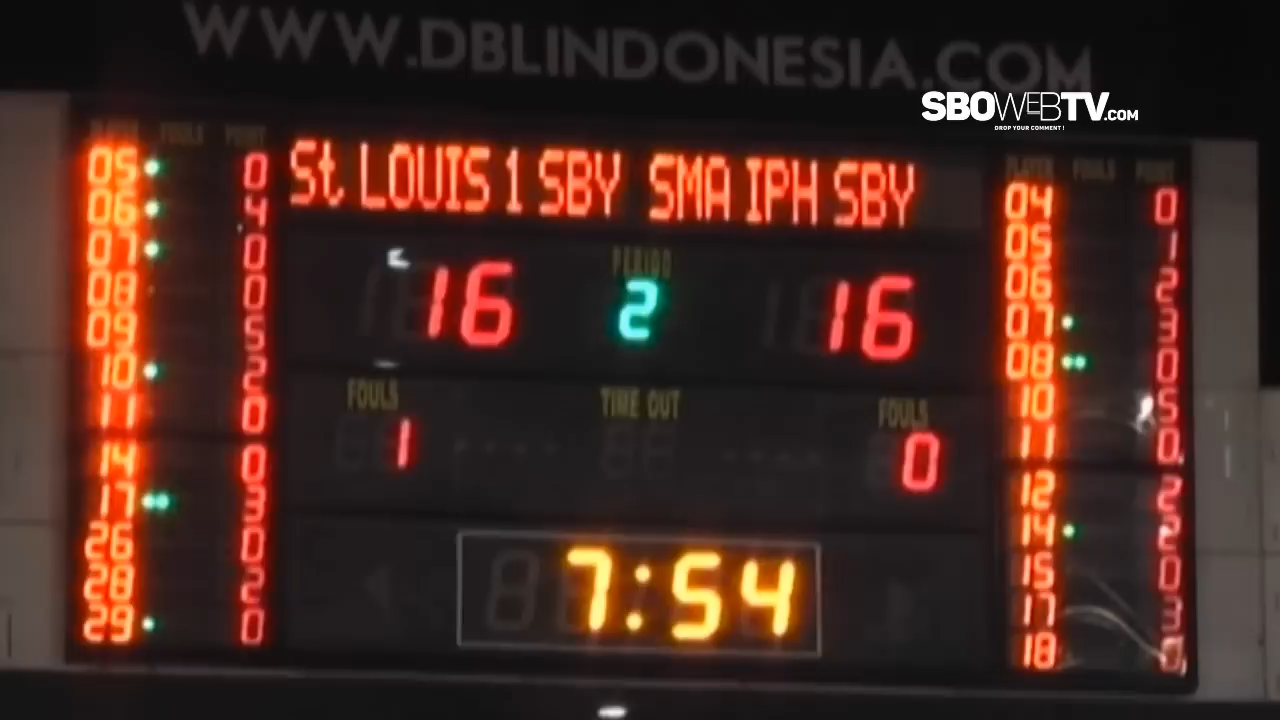 WWW.DBLINDONESIA.COM
SBOWEBTV.COM
DROP YOUR COMMENT !
PLAYER FOULS POINT
St LOUIS 1 SBY SMA IPH SBY
PLAYER FOULS POINT
05 0
06 4
07 0
08 0
09 5
10 2
11 0
14 0
17 3
26 0
28 2
29 0
PERIOD
16 2 16
FOULS TIME OUT FOULS
1 0
7:54
04 0
05 1
06 2
07 3
08 0
10 5
11 0
12 2
14 2
15 0
17 3
18 0